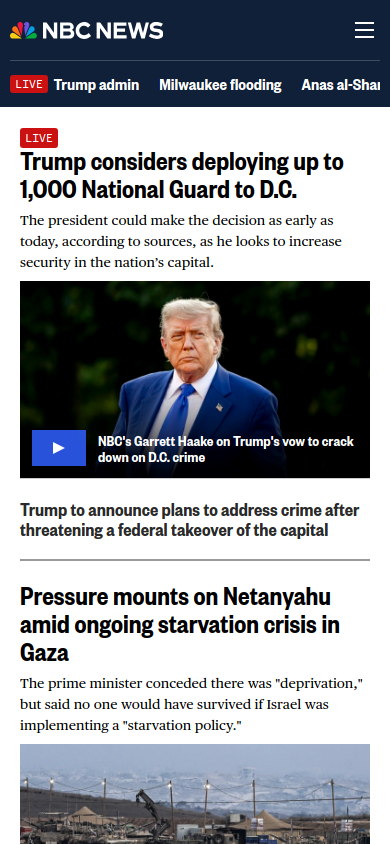 NBC NEWS
LIVE Trump admin Milwaukee flooding Anas al-Shar
LIVE
Trump considers deploying up to
1,000 National Guard to D.C.
The president could make the decision as early as
today, according to sources, as he looks to increase
security in the nation's capital.
NBC's Garrett Haake on Trump's vow to crack
down on D.C. crime
Trump to announce plans to address crime after
threatening a federal takeover of the capital
Pressure mounts on Netanyahu
amid ongoing starvation crisis in
Gaza
The prime minister conceded there was "deprivation,"
but said no one would have survived if Israel was
implementing a "starvation policy."